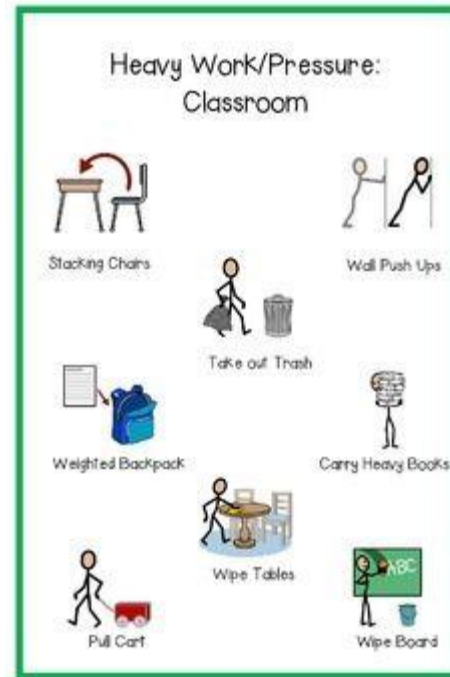 Heavy Work/Pressure:
Classroom
Stacking Chairs
Wall Push Ups
Take out Trash
Weighted Backpack
Carry Heavy Books
Wipe Tables
ABC
Pull Cart
Wipe Board